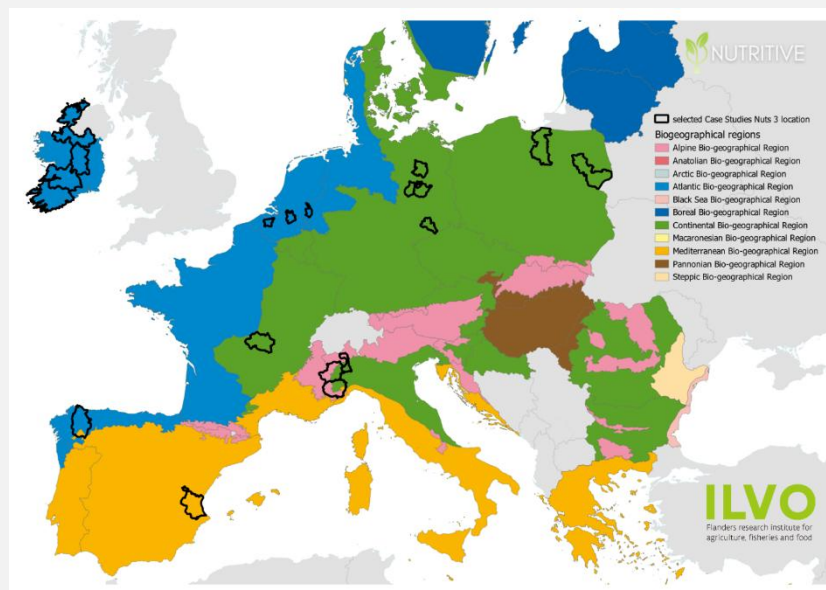 NUTRITIVE
selected Case Studies Nuts 3 location
Biogeographical regions
Alpine Bio-geographical Region
Anatolian Bio-geographical Region
Arctic Bio-geographical Region
Atlantic Bio-geographical Region
Black Sea Bio-geographical Region
Boreal Bio-geographical Region
Continental Bio-geographical Region
Macaronesian Bio-geographical Region
Mediterranean Bio-geographical Region
Pannonian Bio-geographical Region
Steppic Bio-geographical Region
ILVO
Flanders research institute for
agriculture, fisheries and food